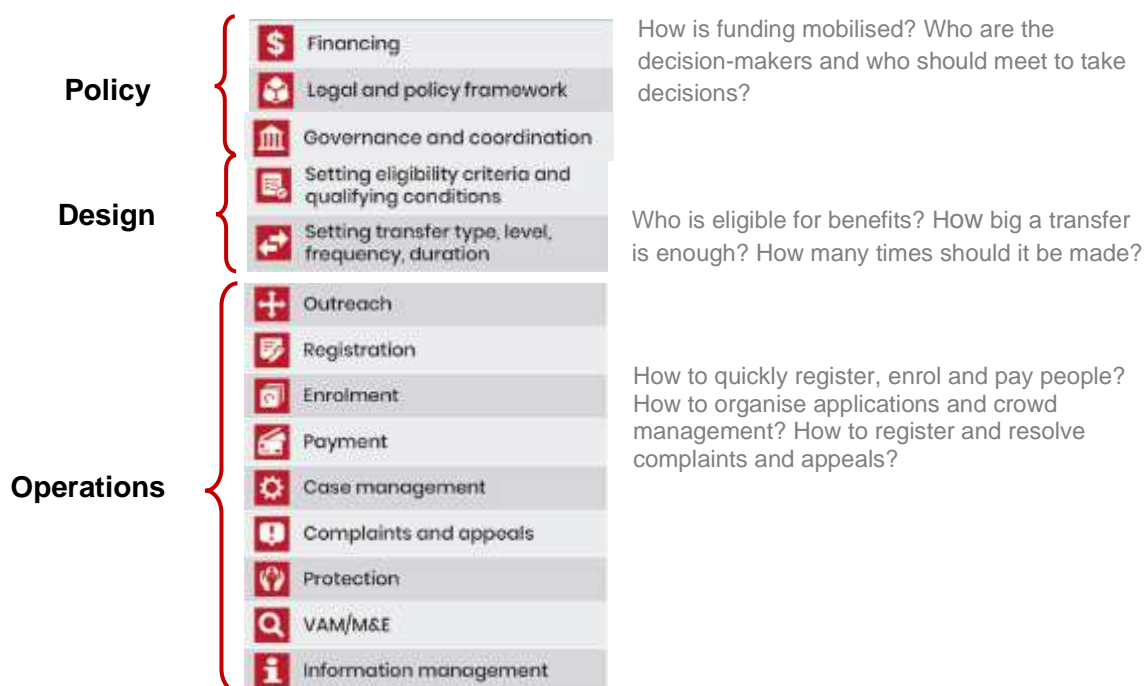 Policy
$ Financing
Legal and policy framework
Governance and coordination
How is funding mobilised? Who are the
decision-makers and who should meet to take
decisions?
Design
Setting eligibility criteria and
qualifying conditions
Setting transfer type, level,
frequency, duration
Who is eligible for benefits? How big a transfer
is enough? How many times should it be made?
Operations
Outreach
Registration
Enrolment
Payment
Case management
Complaints and appeals
Protection
VAM/M&E
Information management
How to quickly register, enrol and pay people?
How to organise applications and crowd
management? How to register and resolve
complaints and appeals?